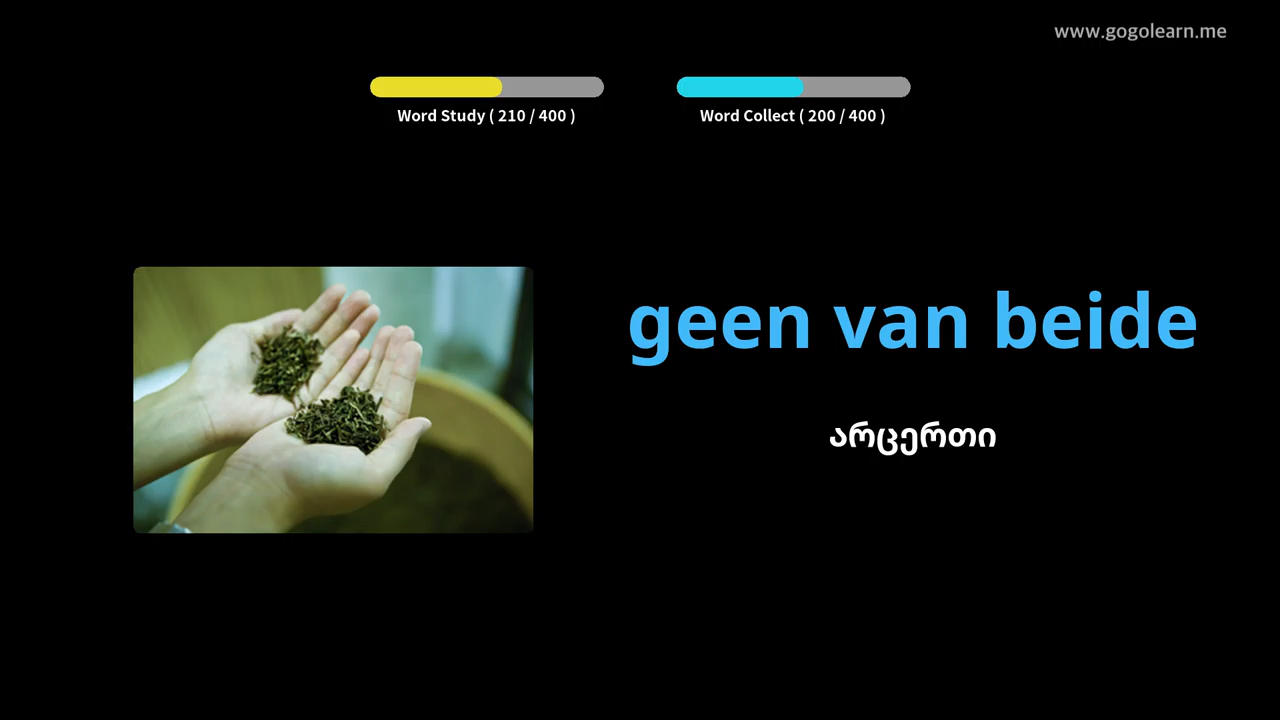 www.gogolearn.me
Word Study ( 210 / 400 )
Word Collect ( 200 / 400 )
geen van beide
არცერთი